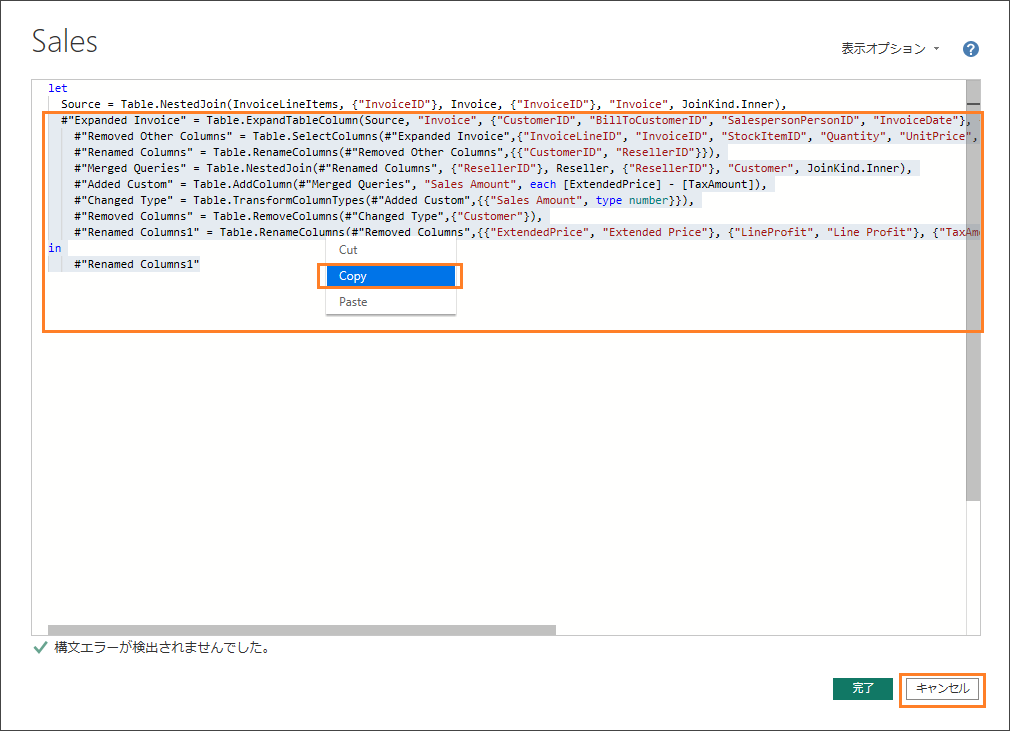 Sales
表示オプション
?
let
Source = Table.NestedJoin(InvoiceLineItems, {"InvoiceID"}, Invoice, {"InvoiceID"}, "Invoice", JoinKind.Inner),
#"Expanded Invoice" = Table.ExpandTableColumn(Source, "Invoice", {"CustomerID", "BillToCustomerID", "SalespersonPersonID", "InvoiceDate"},
#"Removed Other Columns" = Table.SelectColumns(#"Expanded Invoice",{"InvoiceLineID", "InvoiceID", "StockItemID", "Quantity", "UnitPrice",
#"Renamed Columns" = Table.RenameColumns(#"Removed Other Columns",{{"CustomerID", "ResellerID"}}),
#"Merged Queries" = Table.NestedJoin(#"Renamed Columns", {"ResellerID"}, Reseller, {"ResellerID"}, "Customer", JoinKind.Inner),
#"Added Custom" = Table.AddColumn(#"Merged Queries", "Sales Amount", each [ExtendedPrice] - [TaxAmount]),
#"Changed Type" = Table.TransformColumnTypes(#"Added Custom",{{"Sales Amount", type number}}),
#"Removed Columns" = Table.RemoveColumns(#"Changed Type",{"Customer"}),
#"Renamed Columns1" = Table.RenameColumns(#"Removed Columns",{{"ExtendedPrice", "Extended Price"}, {"LineProfit", "Line Profit"}, {"TaxAm
in
#"Renamed Columns1"
Cut
Copy
Paste
構文エラーが検出されませんでした。
完了
キャンセル